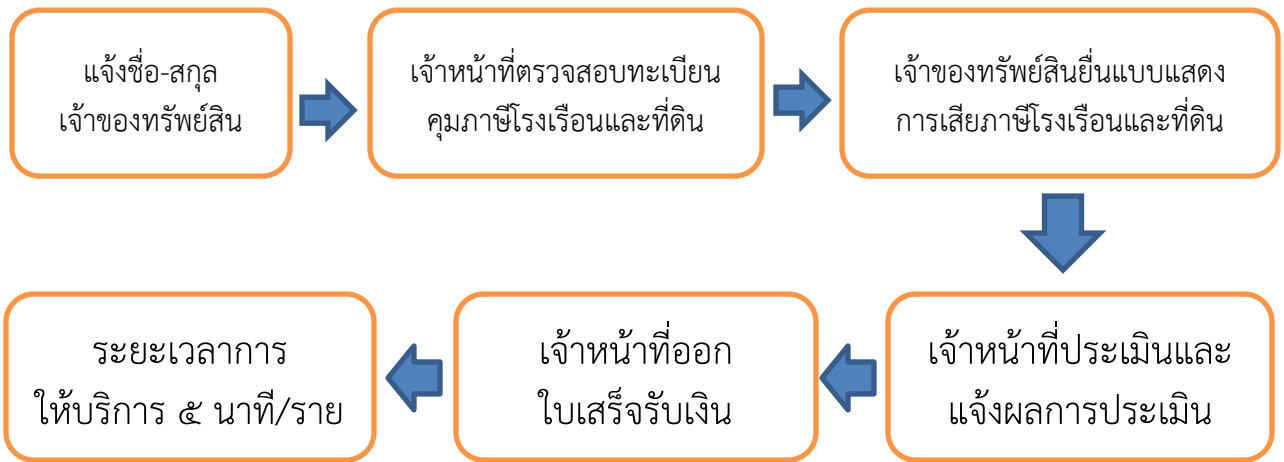 แจ้งชื่อ-สกุล
เจ้าของทรัพย์สิน
เจ้าหน้าที่ตรวจสอบทะเบียน
คุมภาษีโรงเรือนและที่ดิน
เจ้าของทรัพย์สินยื่นแบบแสดง
การเสียภาษีโรงเรือนและที่ดิน
เจ้าหน้าที่ประเมินและ
แจ้งผลการประเมิน
เจ้าหน้าที่ออก
ใบเสร็จรับเงิน
ระยะเวลาการ
ให้บริการ ๕ นาที/ราย